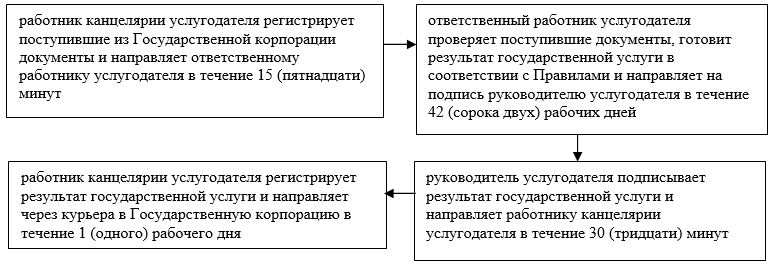 работник канцелярии услугодателя регистрирует
поступившие из Государственной корпорации
документы и направляет ответственному
работнику услугодателя в течение 15 (пятнадцати)
минут
ответственный работник услугодателя
проверяет поступившие документы, готовит
результат государственной услуги в
соответствии с Правилами и направляет на
подпись руководителю услугодателя в течение
42 (сорока двух) рабочих дней
руководитель услугодателя подписывает
результат государственной услуги и
направляет работнику канцелярии
услугодателя в течение 30 (тридцати) минут
работник канцелярии услугодателя регистрирует
результат государственной услуги и направляет
через курьера в Государственную корпорацию в
течение 1 (одного) рабочего дня